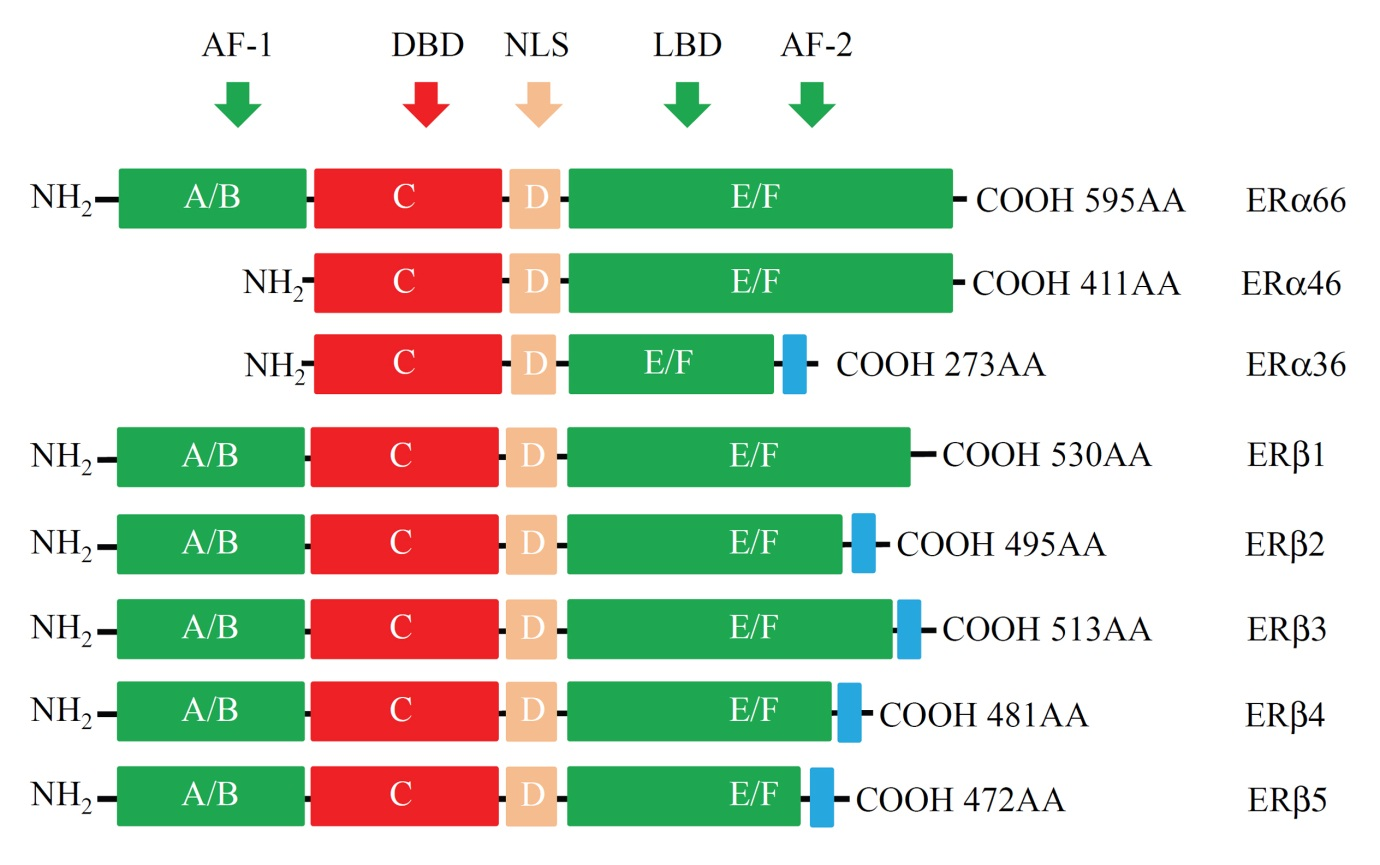 AF-1 DBD NLS LBD AF-2
NH2 A/B C D E/F COOH 595AA ERα66
NH2 C D E/F COOH 411AA ERα46
NH2 C D E/F COOH 273AA ERα36
NH2 A/B C D E/F COOH 530AA ERβ1
NH2 A/B C D E/F COOH 495AA ERβ2
NH2 A/B C D E/F COOH 513AA ERβ3
NH2 A/B C D E/F COOH 481AA ERβ4
NH2 A/B C D E/F COOH 472AA ERβ5